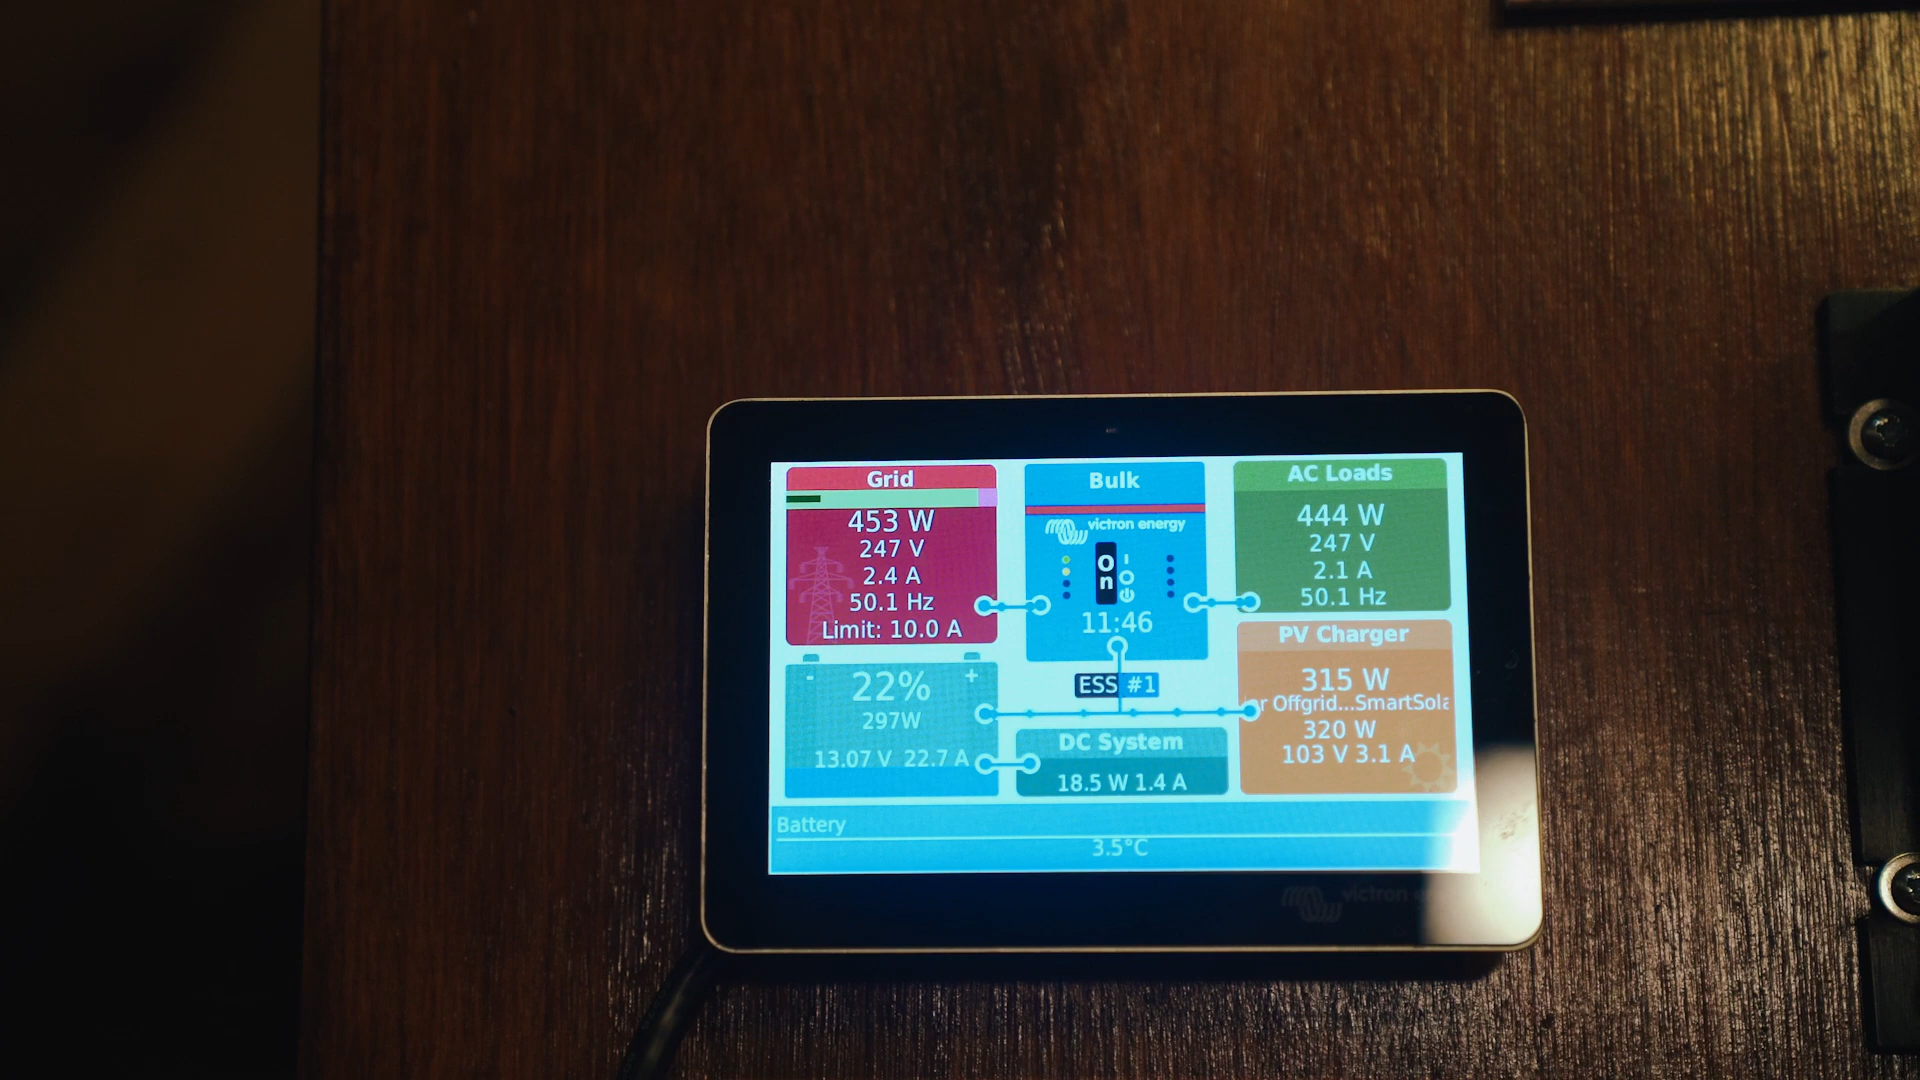 Grid
453 W
247 V
2.4 A
50.1 Hz
Limit: 10.0 A
Bulk
victron energy
On
11:46
ESS #1
AC Loads
444 W
247 V
2.1 A
50.1 Hz
PV Charger
315 W
r Offgrid...SmartSola
320 W
103 V 3.1 A
- +
22%
297W
13.07 V 22.7 A
DC System
18.5 W 1.4 A
Battery
3.5°C
victron